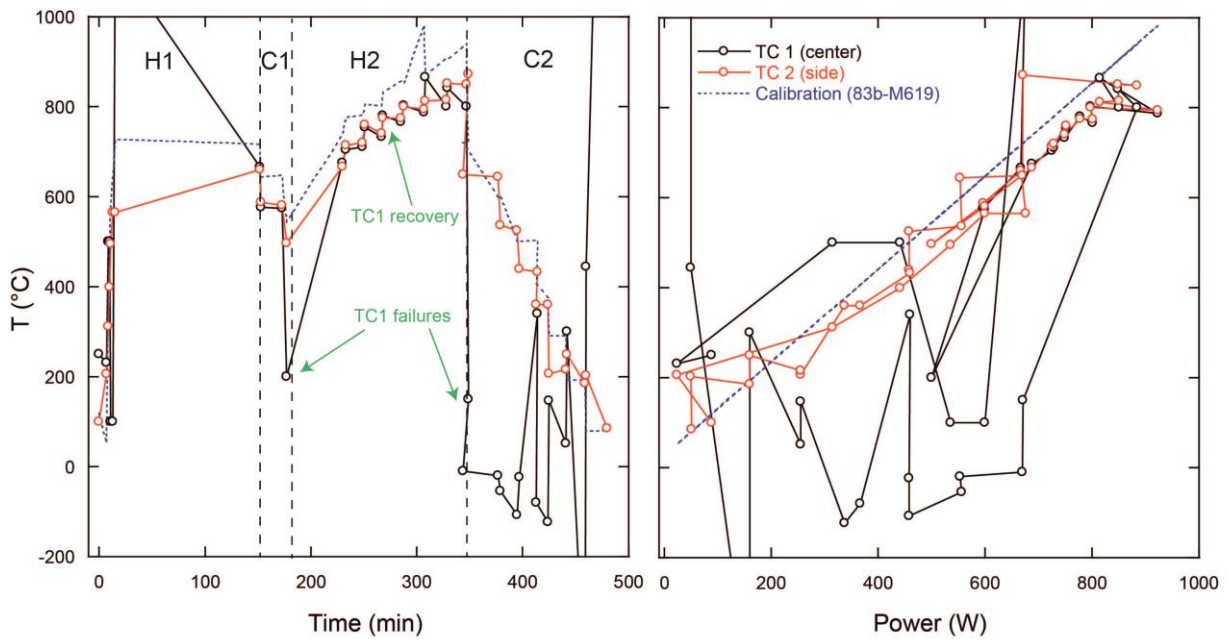 1000
800
600
400
200
0
-200
T (°C)
H1
C1
H2
C2
TC1 recovery
TC1 failures
0
100
200
300
400
500
Time (min)
TC 1 (center)
TC 2 (side)
Calibration (83b-M619)
0
200
400
600
800
1000
Power (W)